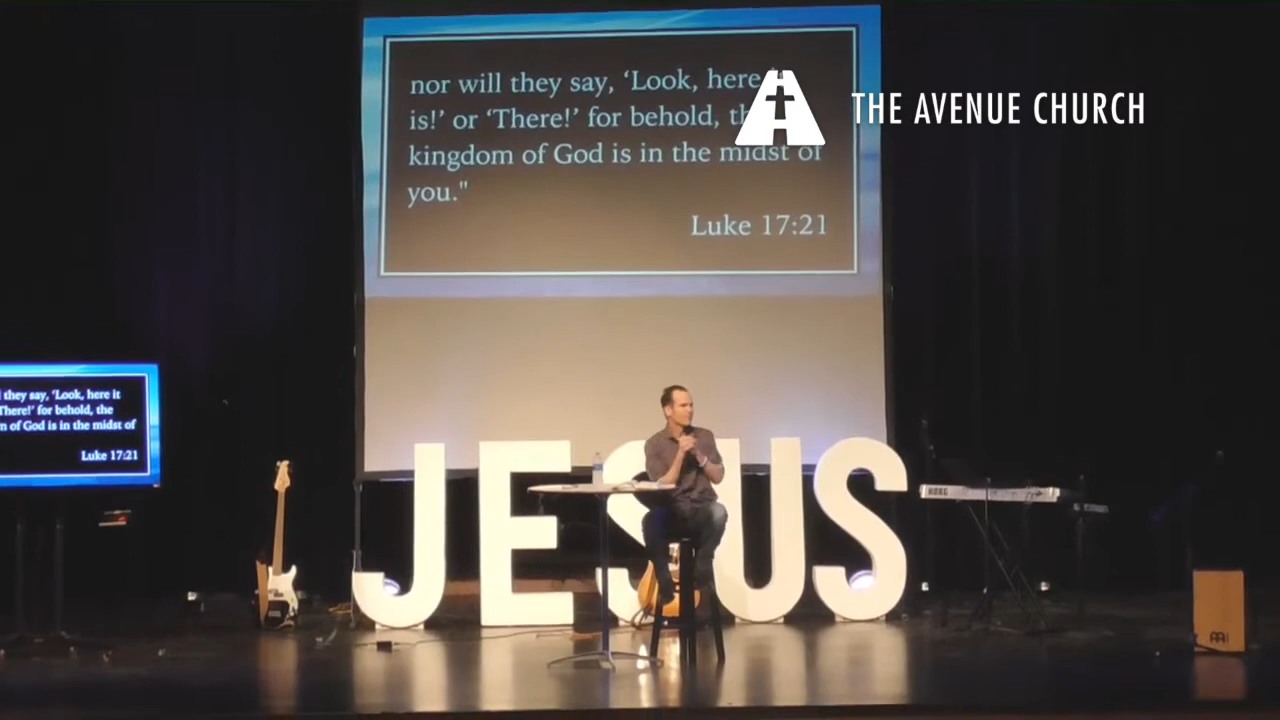 nor will they say, ‘Look, here
is!’ or ‘There!’ for behold, th
kingdom of God is in the midst of
you."
Luke 17:21
THE AVENUE CHURCH
they say, ‘Look, here it
There!’ for behold, the
of God is in the midst of
Luke 17:21
JESUS
KORG